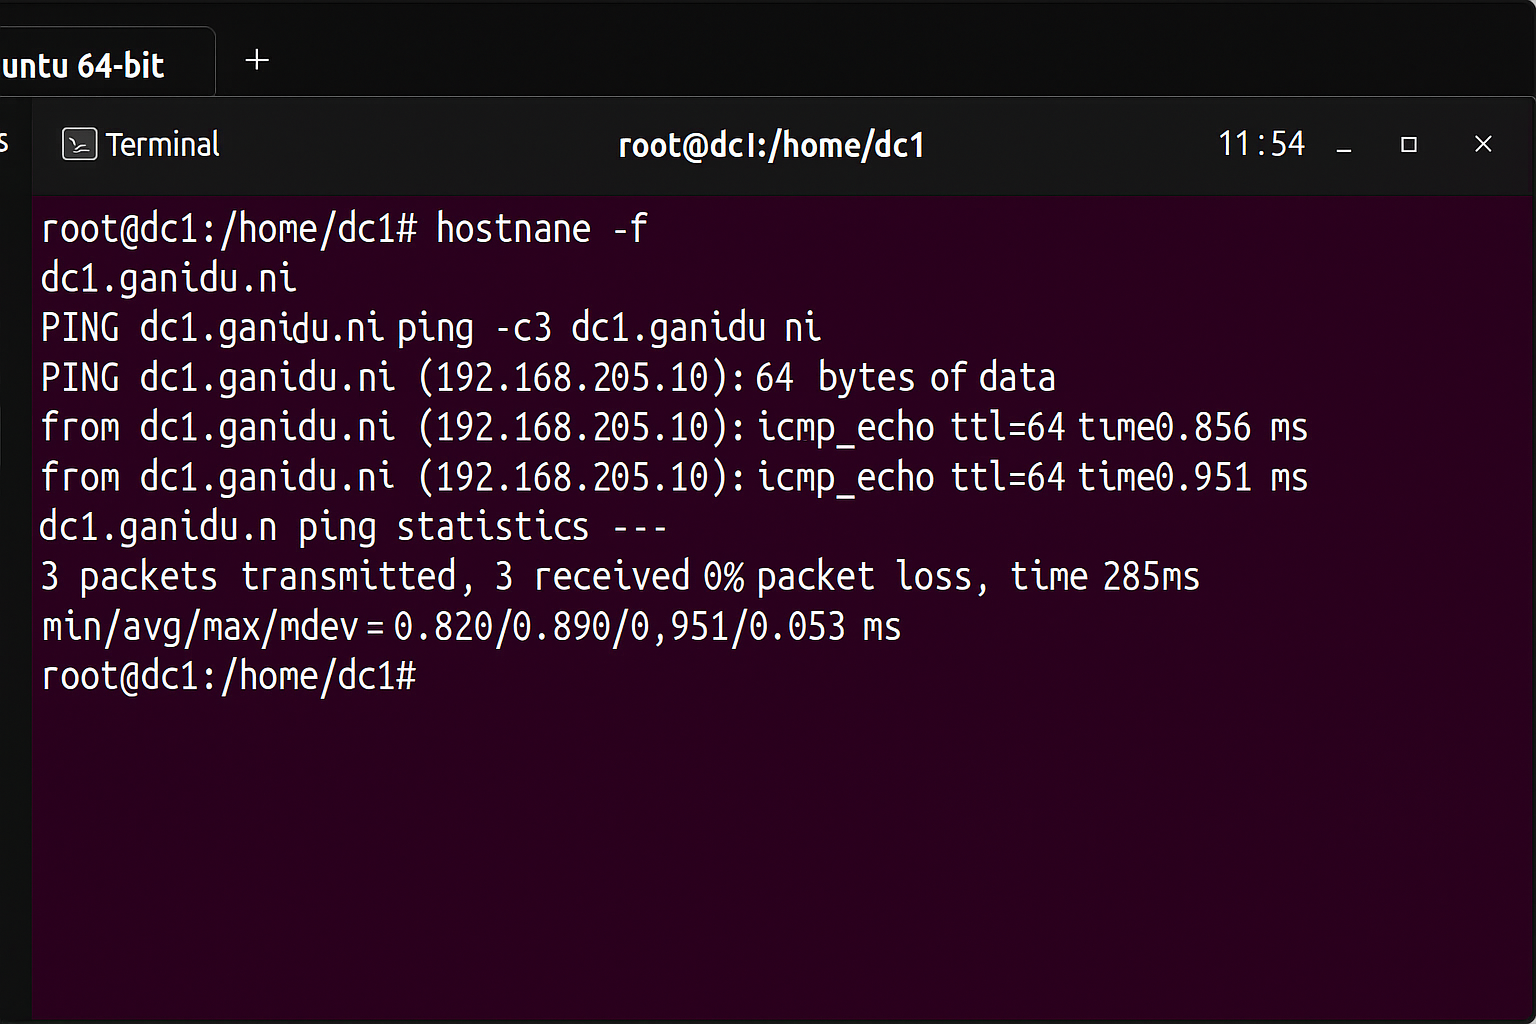 untu 64-bit +
s
Terminal
root@dc1:/home/dc1
11:54
root@dc1:/home/dc1# hostnane -f
dc1.ganidu.ni
PING dc1.ganidu.ni ping -c3 dc1.ganidu ni
PING dc1.ganidu.ni (192.168.205.10): 64 bytes of data
from dc1.ganidu.ni (192.168.205.10): icmp_echo ttl=64 tıme0.856 ms
from dc1.ganidu.ni (192.168.205.10): icmp_echo ttl=64 time0.951 ms
dc1.ganidu.n ping statistics ---
3 packets transmitted, 3 received 0% packet loss, time 285ms
min/avg/max/mdev = 0.820/0.890/0,951/0.053 ms
root@dc1:/home/dc1#